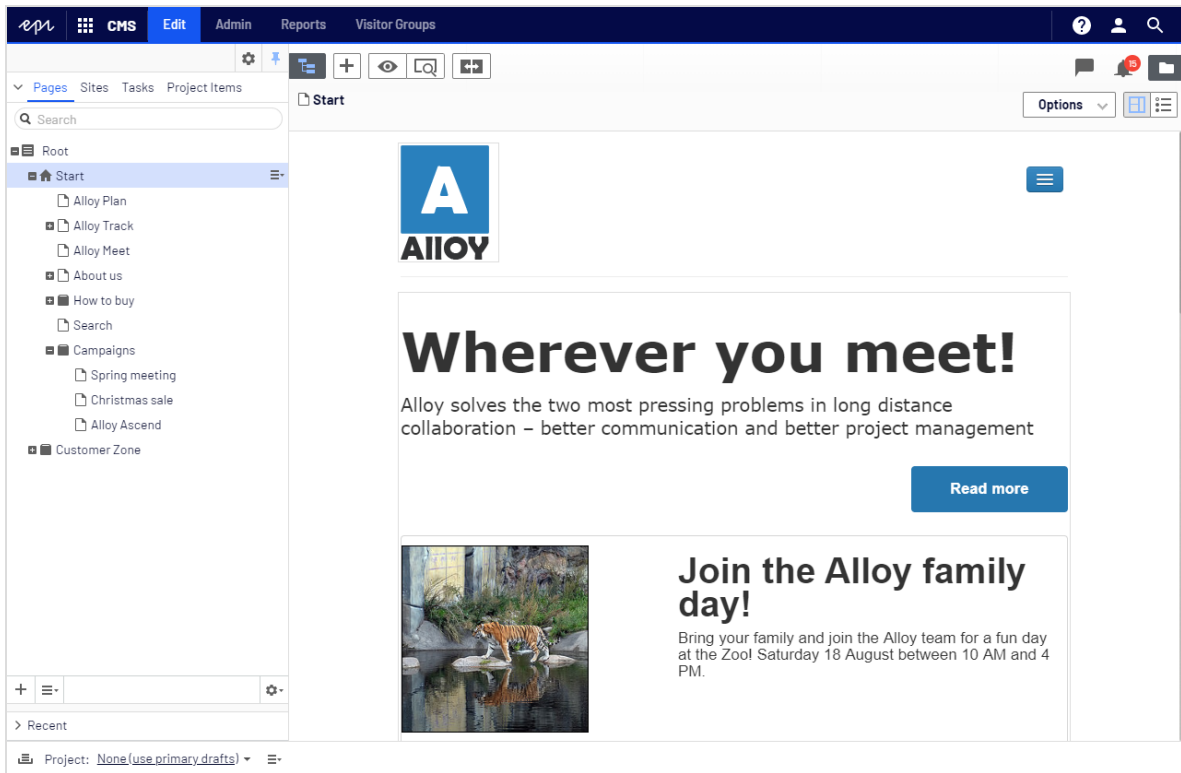 epi CMS Edit Admin Reports Visitor Groups
15
Pages Sites Tasks Project Items
Start
Options
Search
Root
Start
Alloy Plan
Alloy Track
Alloy Meet
About us
How to buy
Search
Campaigns
Spring meeting
Christmas sale
Alloy Ascend
Customer Zone
Recent
Project: None (use primary drafts)
A
Alloy
Wherever you meet!
Alloy solves the two most pressing problems in long distance
collaboration – better communication and better project management
Read more
Join the Alloy family
day!
Bring your family and join the Alloy team for a fun day
at the Zoo! Saturday 18 August between 10 AM and 4
PM.